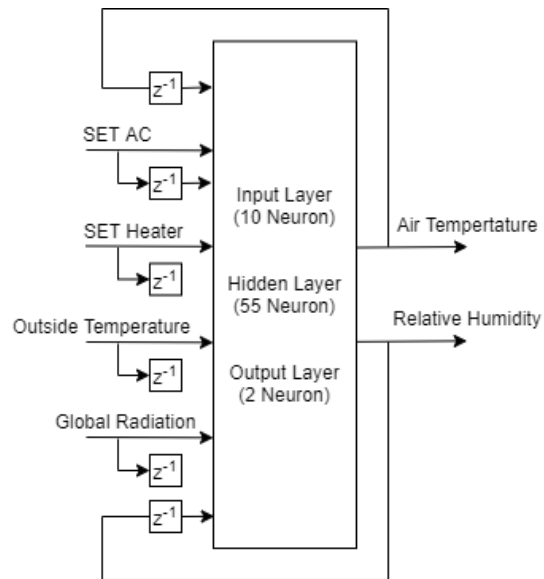 z-1
SET AC
z-1
Input Layer
(10 Neuron)
SET Heater
Air Tempertature
z-1
Hidden Layer
(55 Neuron)
Outside Temperature
Relative Humidity
z-1
Output Layer
(2 Neuron)
Global Radiation
z-1
z-1